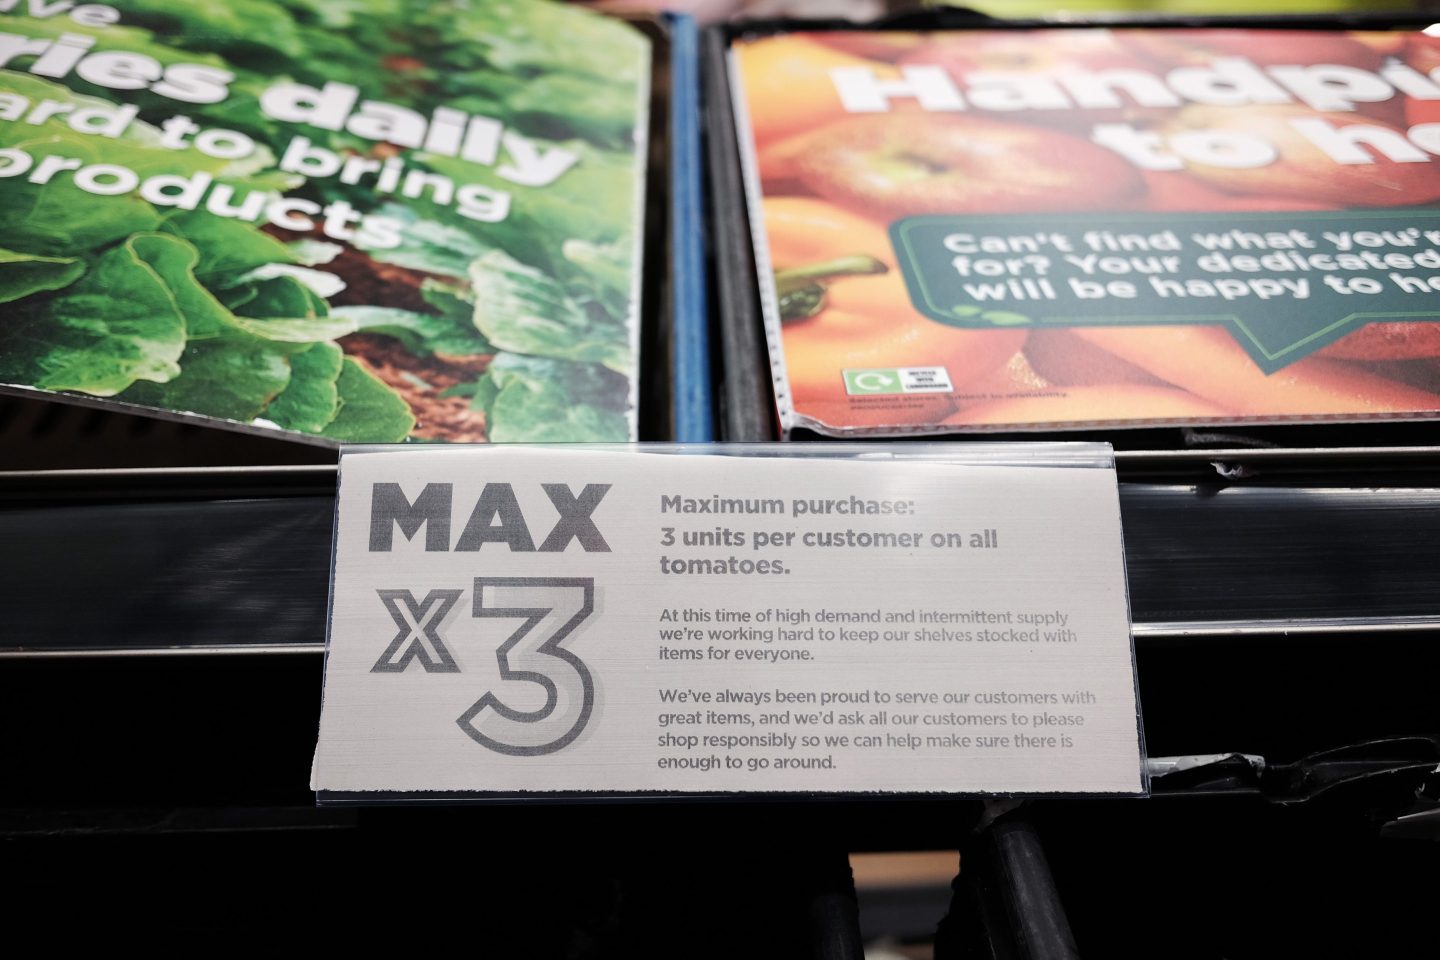 daily
to bring
products
to
Can't find what
for? Your dedicated
will be happy to
MAX
x3
Maximum purchase:
3 units per customer on all
tomatoes.
At this time of high demand and intermittent supply
we're working hard to keep our shelves stocked with
items for everyone.
We've always been proud to serve our customers with
great items, and we'd ask all our customers to please
shop responsibly so we can help make sure there is
enough to go around.